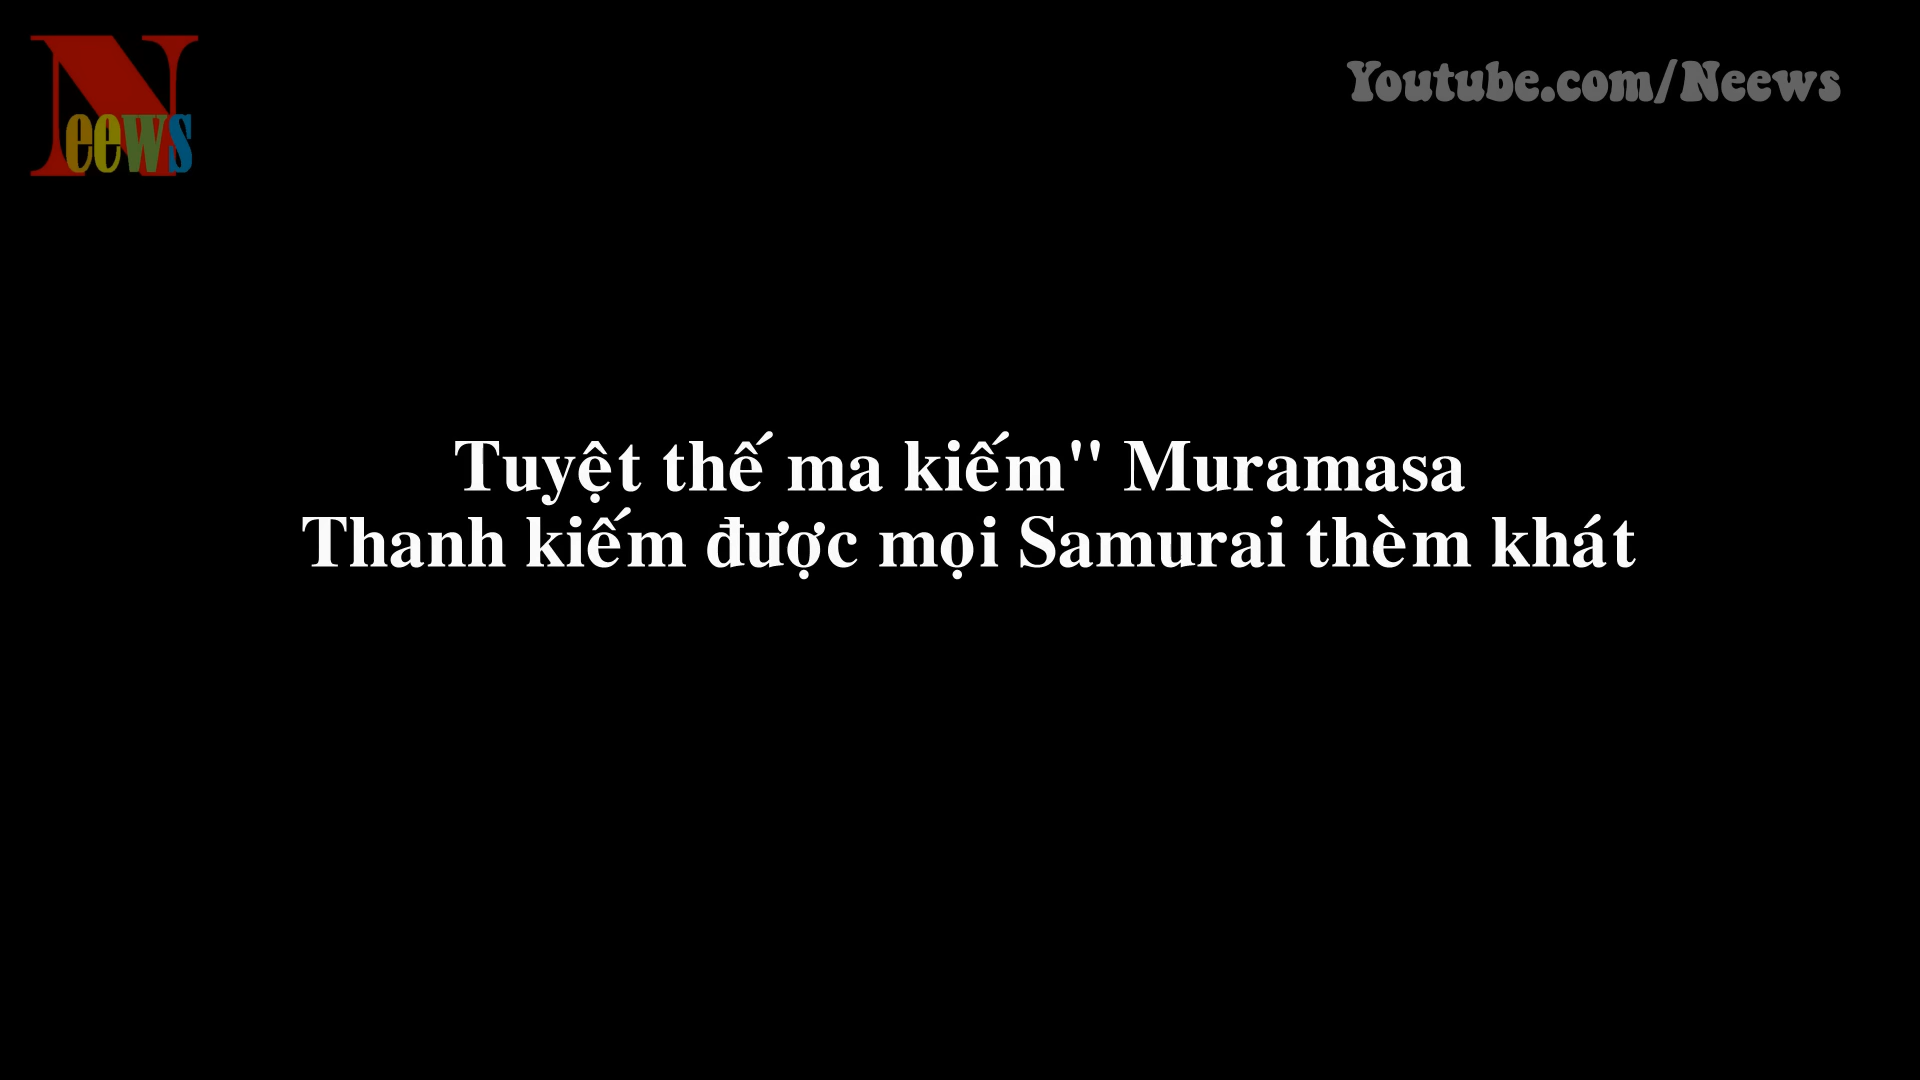 Neews
Youtube.com/Neews
Tuyệt thế ma kiếm" Muramasa
Thanh kiếm được mọi Samurai thèm khát